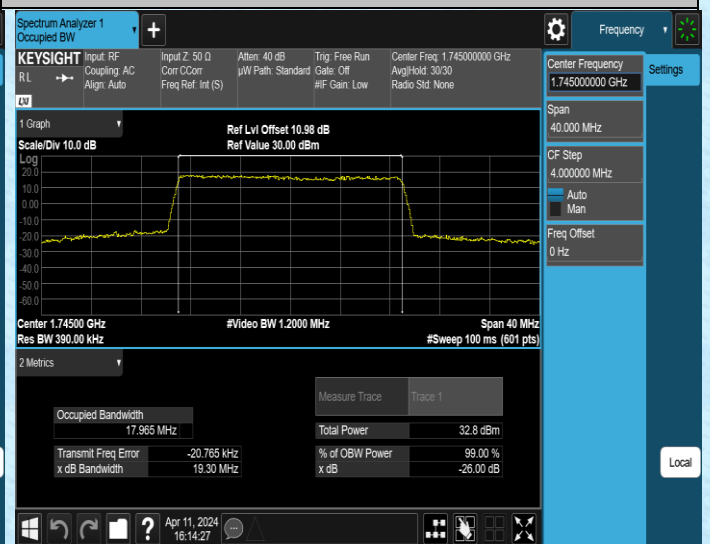 Spectrum Analyzer 1
Occupied BW
+
Frequency
KEYSIGHT Input: RF Input Z: 50 Ω Atten: 40 dB Trig: Free Run Center Freq: 1.745000000 GHz
RL Coupling: AC Corr CCorr µW Path: Standard Gate: Off Avg|Hold: 30/30
Align: Auto Freq Ref: Int (S) #IF Gain: Low Radio Std: None
LXI
Center Frequency
1.745000000 GHz
Settings
Span
40.000 MHz
CF Step
4.000000 MHz
Auto
Man
Freq Offset
0 Hz
1 Graph
Ref Lvl Offset 10.98 dB
Scale/Div 10.0 dB Ref Value 30.00 dBm
Log
20.0
10.0
0.00
-10.0
-20.0
-30.0
-40.0
-50.0
-60.0
Center 1.74500 GHz #Video BW 1.2000 MHz Span 40 MHz
Res BW 390.00 kHz #Sweep 100 ms (601 pts)
2 Metrics
Measure Trace Trace 1
Occupied Bandwidth
17.965 MHz
Total Power 32.8 dBm
Transmit Freq Error -20.765 kHz % of OBW Power 99.00 %
x dB Bandwidth 19.30 MHz x dB -26.00 dB
Local
? Apr 11, 2024
16:14:27